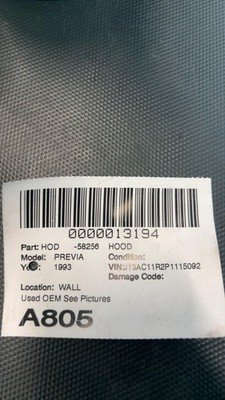 0000013194
Part: HOD -58256 HOOD
Model: PREVIA Condition:
1993 VIN:JT3AC11R2P1115092
Damage Code:
Location: WALL
Used OEM See Pictures
A805